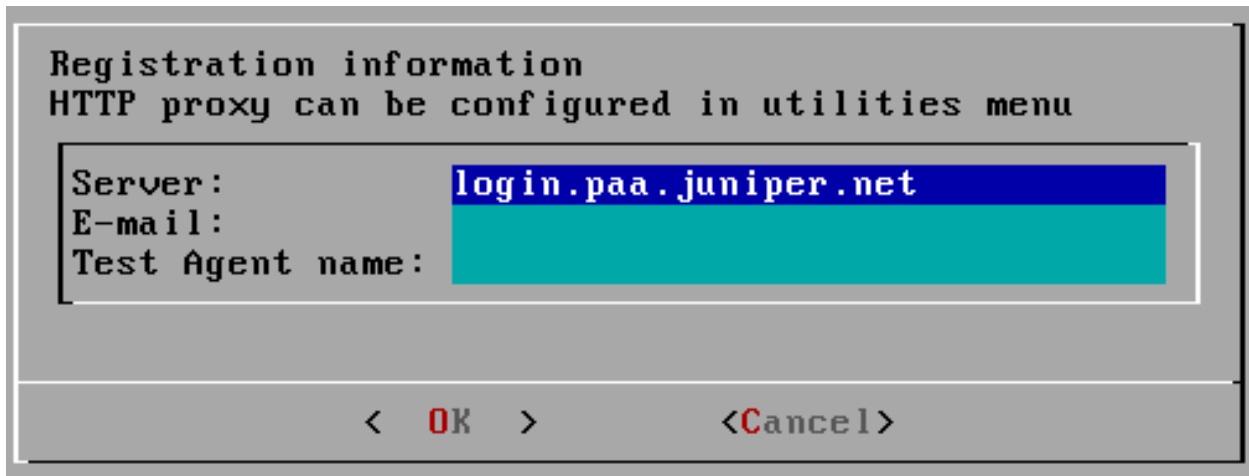 Registration information
HTTP proxy can be configured in utilities menu
Server: login.paa.juniper.net
E-mail:
Test Agent name:
< OK > <Cancel>